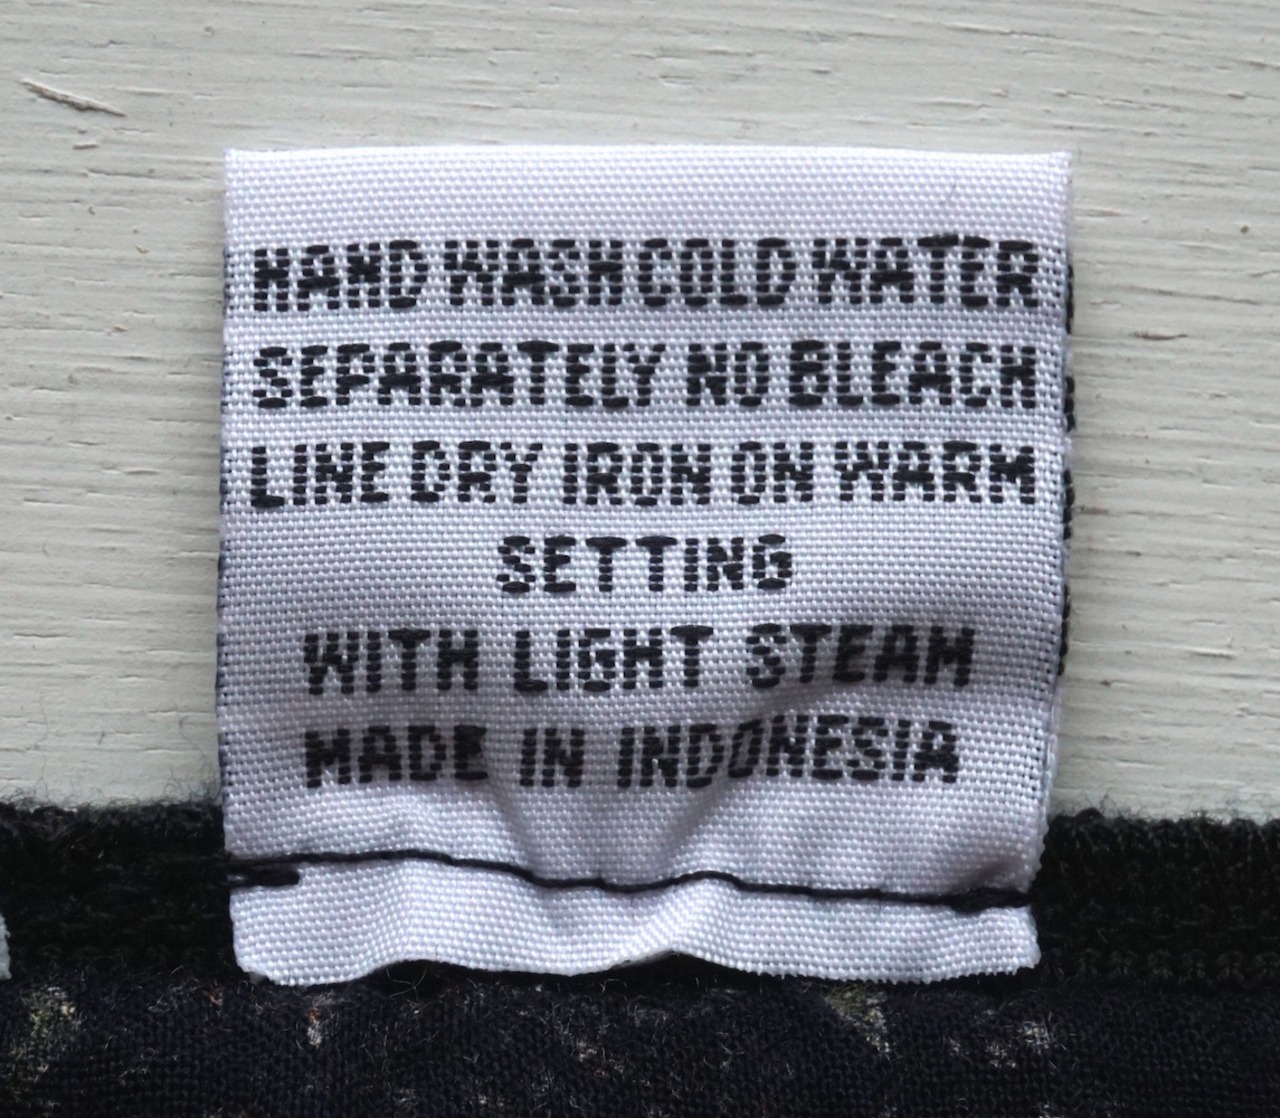 HAND WASH COLD WATER
SEPARATELY NO BLEACH
LINE DRY IRON ON WARM
SETTING
WITH LIGHT STEAM
MADE IN INDONESIA